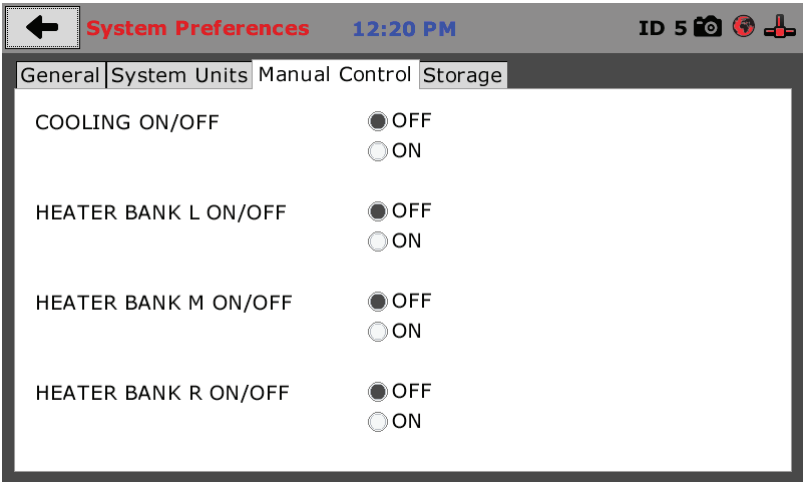 System Preferences 12:20 PM ID 5
General System Units Manual Control Storage
COOLING ON/OFF OFF
ON
HEATER BANK L ON/OFF OFF
ON
HEATER BANK M ON/OFF OFF
ON
HEATER BANK R ON/OFF OFF
ON